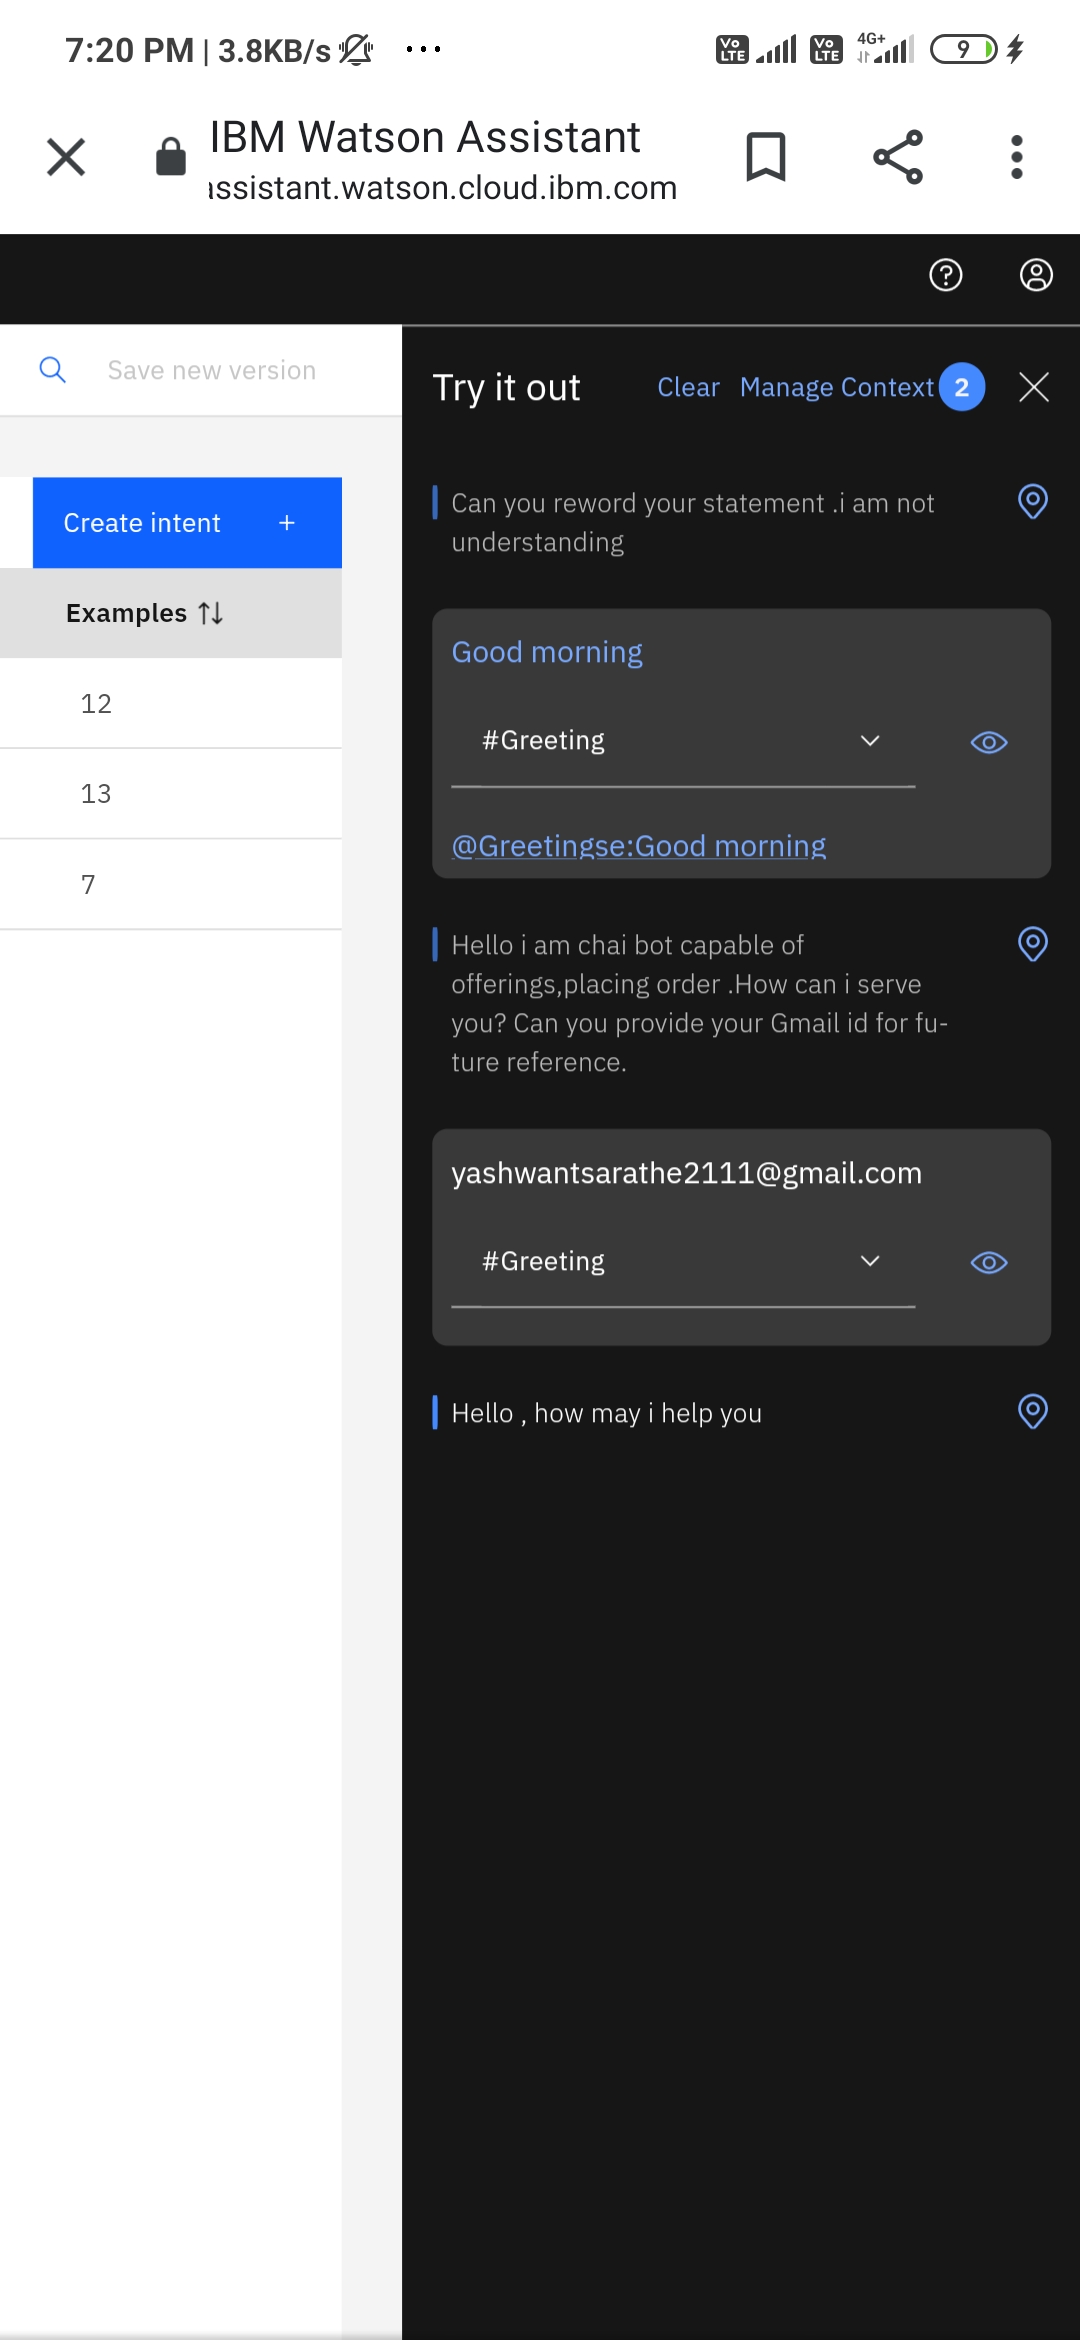 7:20 PM | 3.8KB/s
Vo LTE Vo LTE 4G+ 9
IBM Watson Assistant
assistant.watson.cloud.ibm.com
Save new version
Try it out Clear Manage Context 2
Can you reword your statement .i am not
understanding
Create intent +
Good morning
Examples
#Greeting
12
13
@Greetingse:Good morning
7
Hello i am chai bot capable of
offerings,placing order .How can i serve
you? Can you provide your Gmail id for fu-
ture reference.
yashwantsarathe2111@gmail.com
#Greeting
Hello , how may i help you